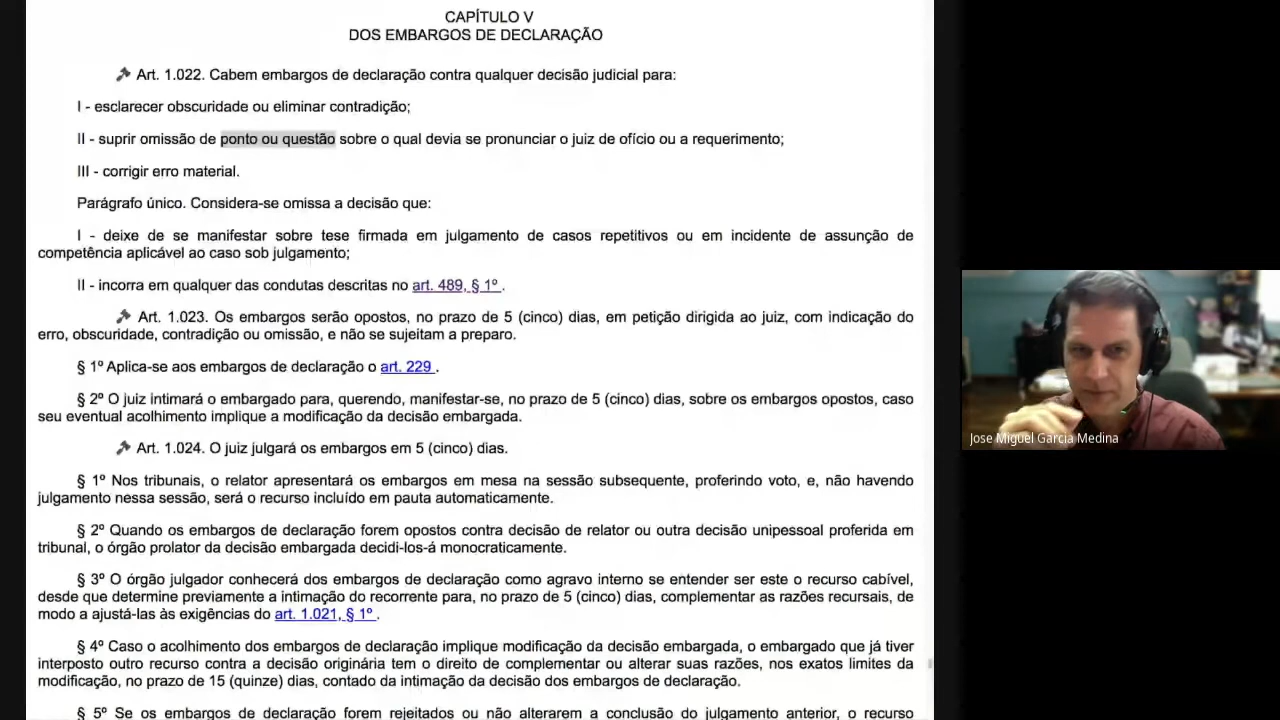 CAPÍTULO V
DOS EMBARGOS DE DECLARAÇÃO
Art. 1.022. Cabem embargos de declaração contra qualquer decisão judicial para:
I - esclarecer obscuridade ou eliminar contradição;
II - suprir omissão de ponto ou questão sobre o qual devia se pronunciar o juiz de ofício ou a requerimento;
III - corrigir erro material.
Parágrafo único. Considera-se omissa a decisão que:
I - deixe de se manifestar sobre tese firmada em julgamento de casos repetitivos ou em incidente de assunção de
competência aplicável ao caso sob julgamento;
II - incorra em qualquer das condutas descritas no art. 489, § 1º .
Art. 1.023. Os embargos serão opostos, no prazo de 5 (cinco) dias, em petição dirigida ao juiz, com indicação do
erro, obscuridade, contradição ou omissão, e não se sujeitam a preparo.
§ 1º Aplica-se aos embargos de declaração o art. 229 .
§ 2º O juiz intimará o embargado para, querendo, manifestar-se, no prazo de 5 (cinco) dias, sobre os embargos opostos, caso
seu eventual acolhimento implique a modificação da decisão embargada.
Art. 1.024. O juiz julgará os embargos em 5 (cinco) dias.
§ 1º Nos tribunais, o relator apresentará os embargos em mesa na sessão subsequente, proferindo voto, e, não havendo
julgamento nessa sessão, será o recurso incluído em pauta automaticamente.
§ 2º Quando os embargos de declaração forem opostos contra decisão de relator ou outra decisão unipessoal proferida em
tribunal, o órgão prolator da decisão embargada decidi-los-á monocraticamente.
§ 3º O órgão julgador conhecerá dos embargos de declaração como agravo interno se entender ser este o recurso cabível,
desde que determine previamente a intimação do recorrente para, no prazo de 5 (cinco) dias, complementar as razões recursais, de
modo a ajustá-las às exigências do art. 1.021, § 1º .
§ 4º Caso o acolhimento dos embargos de declaração implique modificação da decisão embargada, o embargado que já tiver
interposto outro recurso contra a decisão originária tem o direito de complementar ou alterar suas razões, nos exatos limites da
modificação, no prazo de 15 (quinze) dias, contado da intimação da decisão dos embargos de declaração.
§ 5º Se os embargos de declaração forem rejeitados ou não alterarem a conclusão do julgamento anterior, o recurso
Jose Miguel Garcia Medina